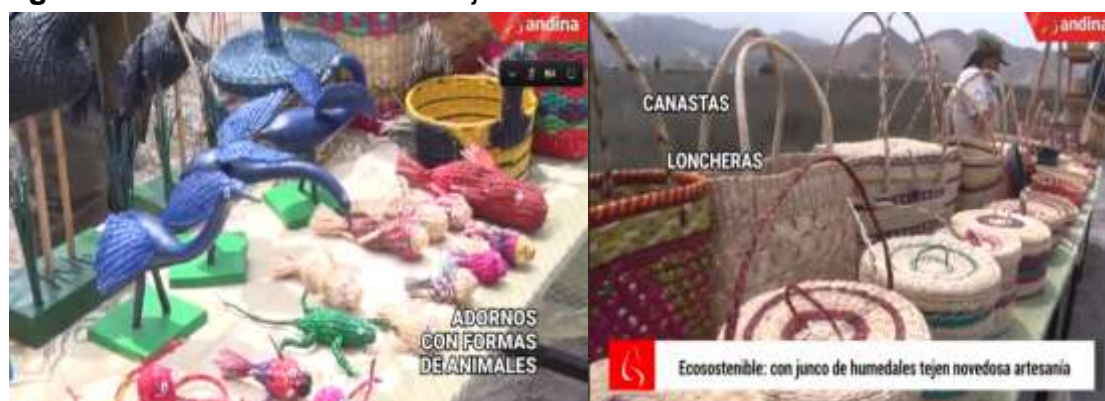 andina
ADORNOS
CON FORMAS
DE ANIMALES
andina
CANASTAS
LONCHERAS
Ecosostenible: con junco de humedales tejen novedosa artesanía